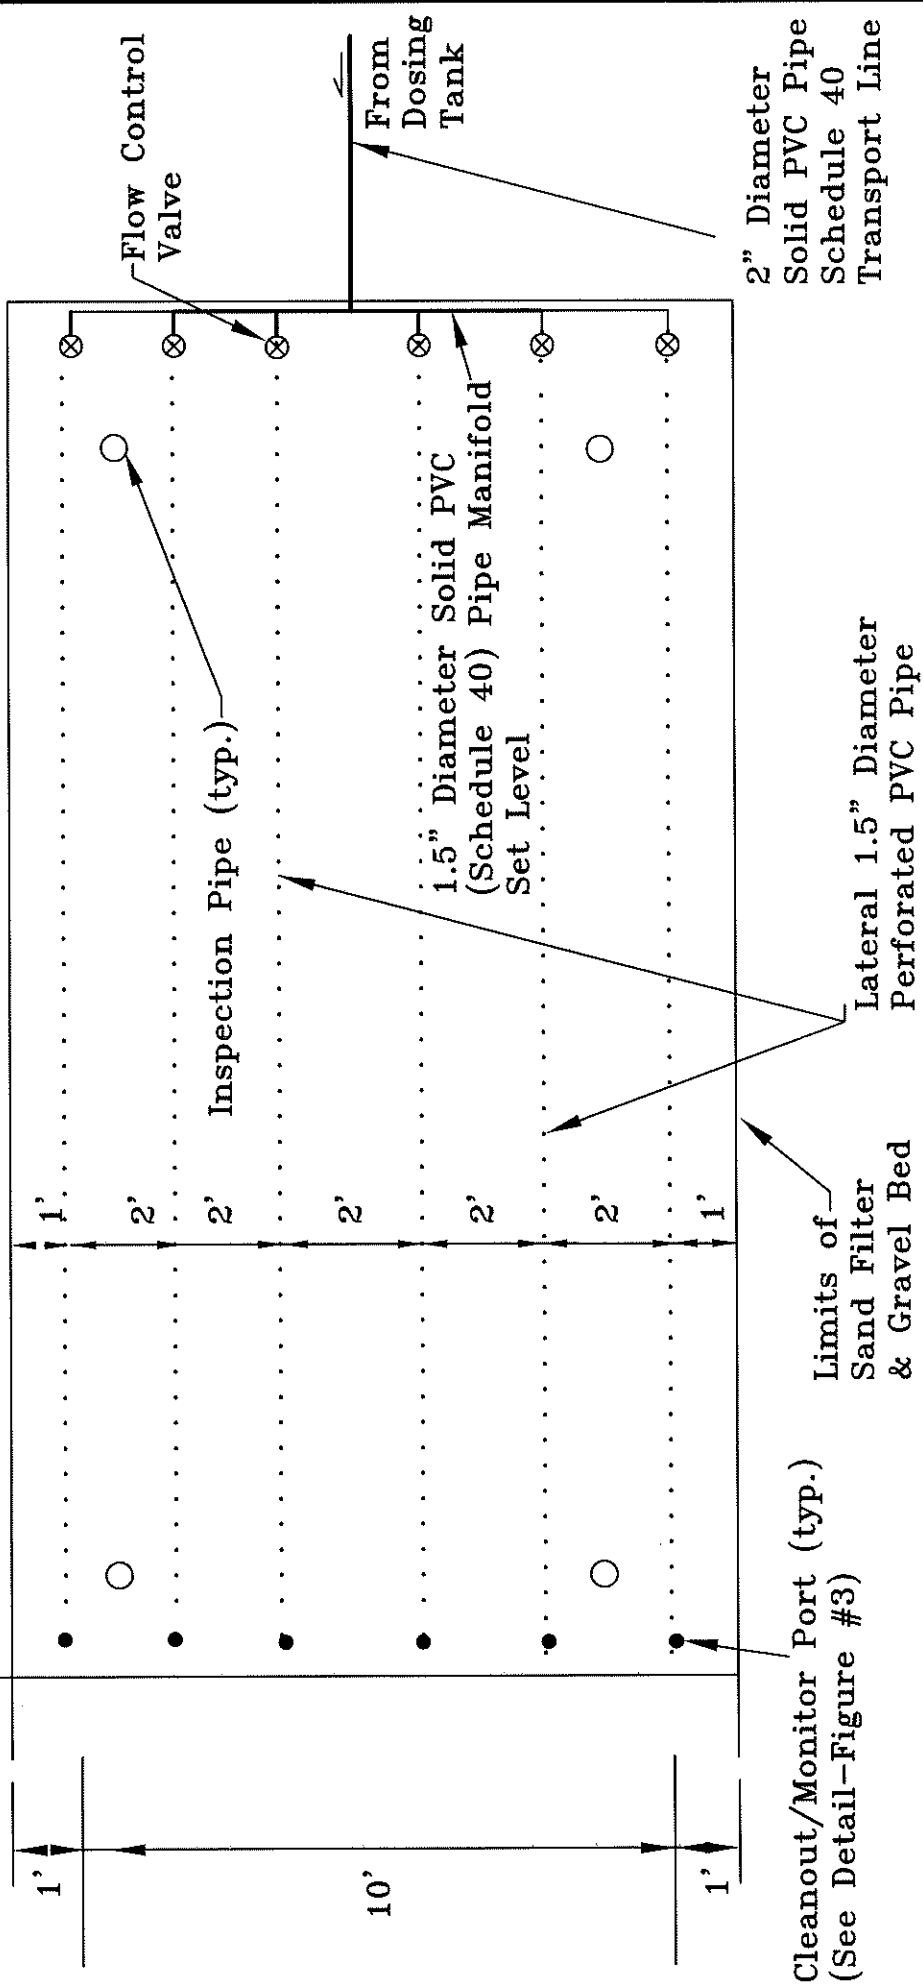 Flow Control
Valve
From
Dosing
Tank
2” Diameter
Solid PVC Pipe
Schedule 40
Transport Line
Inspection Pipe (typ.)
1.5” Diameter Solid PVC
(Schedule 40) Pipe Manifold
Set Level
Lateral 1.5” Diameter
Perforated PVC Pipe
1'
2'
2'
2'
2'
2'
1'
Limits of
Sand Filter
& Gravel Bed
1'
10'
1'
Cleanout/Monitor Port (typ.)
(See Detail–Figure #3)